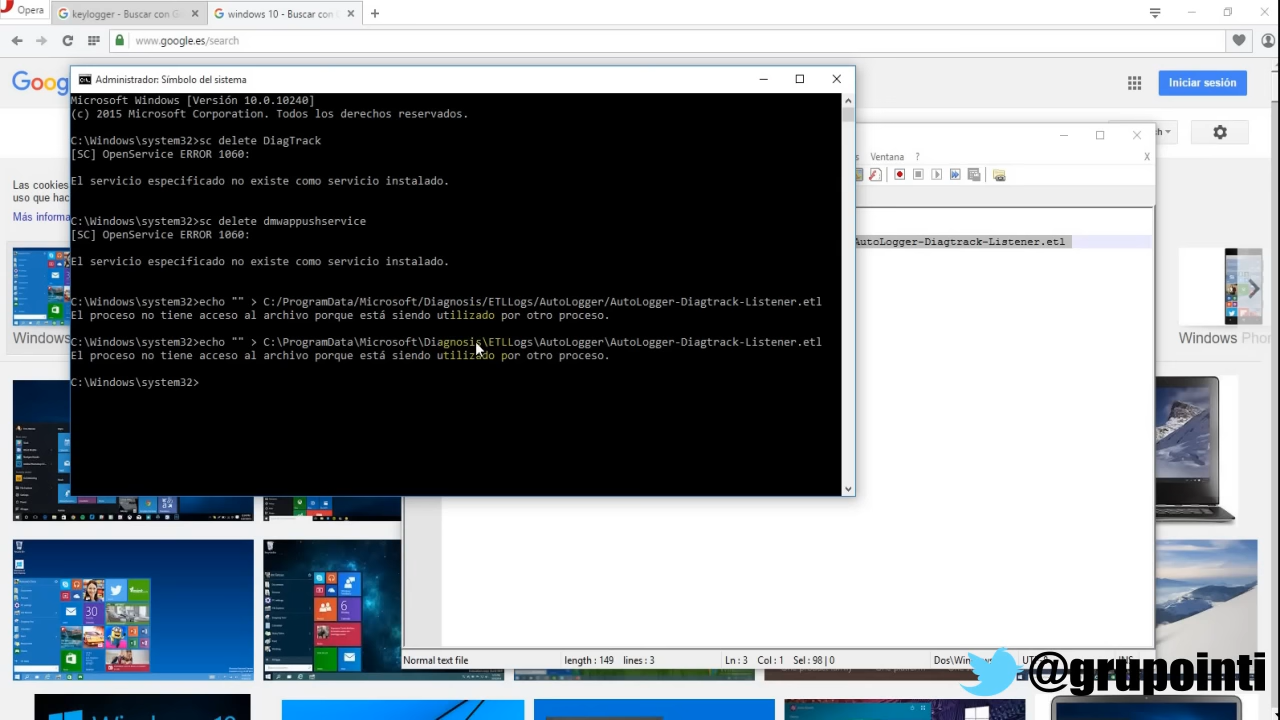 Opera
keylogger - Buscar con G
windows 10 - Buscar con
www.google.es/search
Goog
Iniciar sesión
Administrador: Símbolo del sistema
Microsoft Windows [Versión 10.0.10240]
(c) 2015 Microsoft Corporation. Todos los derechos reservados.
C:\Windows\system32>sc delete DiagTrack
[SC] OpenService ERROR 1060:
El servicio especificado no existe como servicio instalado.
C:\Windows\system32>sc delete dmwappushservice
[SC] OpenService ERROR 1060:
El servicio especificado no existe como servicio instalado.
C:\Windows\system32>echo "" > C:/ProgramData/Microsoft/Diagnosis/ETLLogs/AutoLogger/AutoLogger-Diagtrack-Listener.etl
El proceso no tiene acceso al archivo porque está siendo utilizado por otro proceso.
C:\Windows\system32>echo "" > C:\ProgramData\Microsoft\Diagnosis\ETLLogs\AutoLogger\AutoLogger-Diagtrack-Listener.etl
El proceso no tiene acceso al archivo porque está siendo utilizado por otro proceso.
C:\Windows\system32>
Las cookies
uso que hac
Más informa
s Ventana ? X
AutoLogger-Diagtrack-Listener.etl
Windows
Windows Phon
Normal text file length : 149 lines : 3 Ln : 3 Col : 1 Sel : 98 | 0 Dos\Win
INS
@grupointi
Windows 10